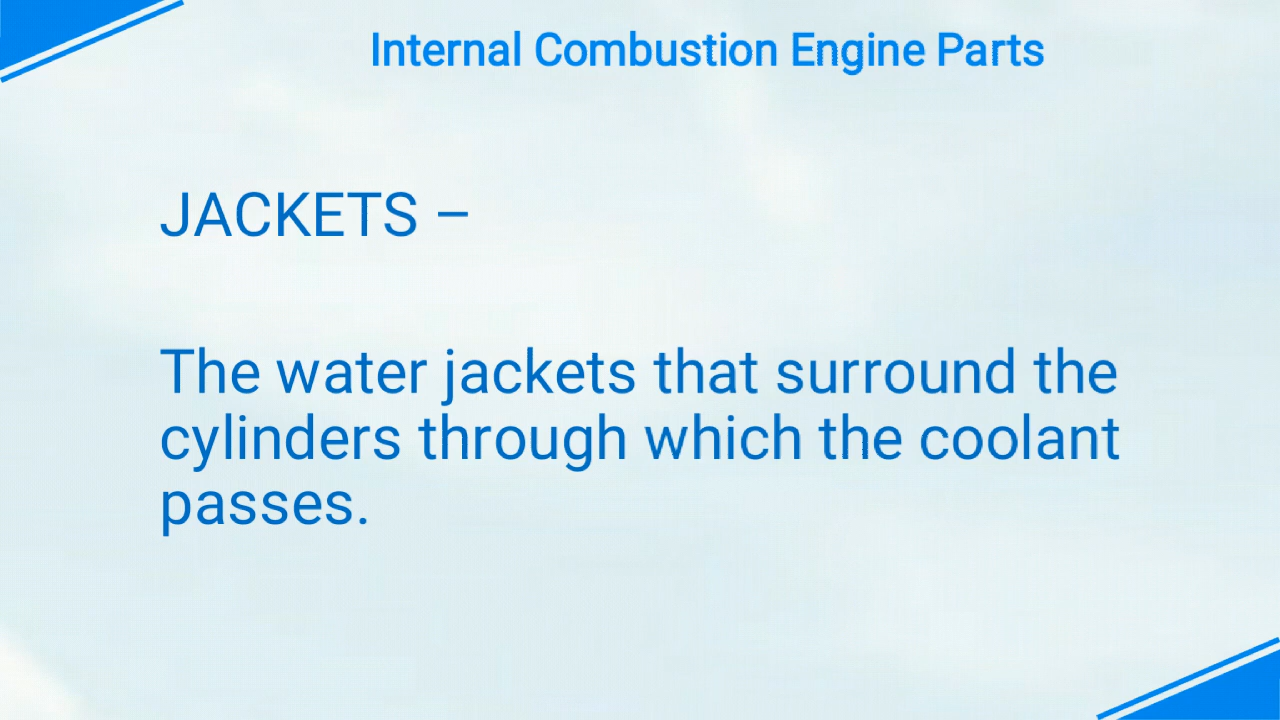 Internal Combustion Engine Parts
JACKETS –
The water jackets that surround the
cylinders through which the coolant
passes.